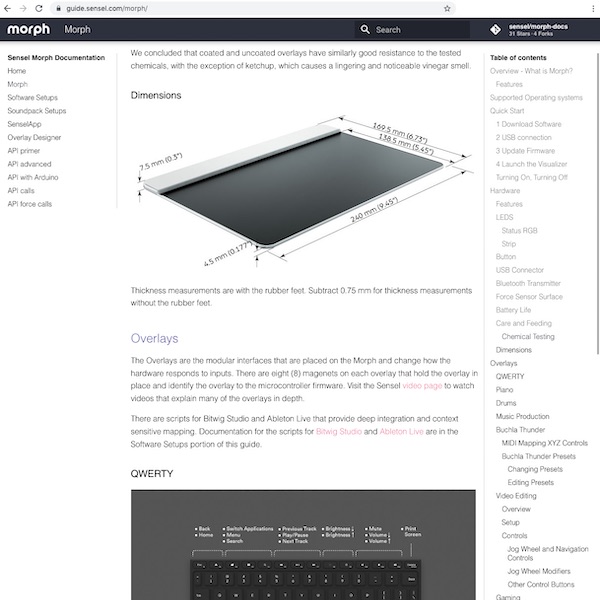 guide.sensel.com/morph/
morph
Morph
Search
sensel/morph-docs
31 Stars · 4 Forks
Sensel Morph Documentation
Home
Morph
Software Setups
Soundpack Setups
SenselApp
Overlay Designer
API primer
API advanced
API with Arduino
API calls
API force calls
We concluded that coated and uncoated overlays have similarly good resistance to the tested
chemicals, with the exception of ketchup, which causes a lingering and noticeable vinegar smell.
Dimensions
169.5 mm (6.73")
138.5 mm (5.45")
7.5 mm (0.3")
240 mm (9.45")
4.5 mm (0.177")
Thickness measurements are with the rubber feet. Subtract 0.75 mm for thickness measurements
without the rubber feet.
Overlays
The Overlays are the modular interfaces that are placed on the Morph and change how the
hardware responds to inputs. There are eight (8) magenets on each overlay that hold the overlay in
place and identify the overlay to the microcontroller firmware. Visit the Sensel video page to watch
videos that explain many of the overlays in depth.
There are scripts for Bitwig Studio and Ableton Live that provide deep integration and context
sensitive mapping. Documentation for the scripts for Bitwig Studio and Ableton Live are in the
Software Setups portion of this guide.
QWERTY
Back
Home
Switch Applications
Menu
Search
Previous Track
Play/Pause
Next Track
Brightness ↓
Brightness ↑
Mute
Volume ↓
Volume ↑
Print
Screen
Table of contents
Overview - What is Morph?
Features
Supported Operating systems
Quick Start
1 Download Software
2 USB connection
3 Update Firmware
4 Launch the Visualizer
Turning On, Turning Off
Hardware
Features
LEDS
Status RGB
Strip
Button
USB Connector
Bluetooth Transmitter
Force Sensor Surface
Battery Life
Care and Feeding
Chemical Testing
Dimensions
Overlays
QWERTY
Piano
Drums
Music Production
Buchla Thunder
MIDI Mapping XYZ Controls
Buchla Thunder Presets
Changing Presets
Editing Presets
Video Editing
Overview
Setup
Controls
Jog Wheel and Navigation
Controls
Jog Wheel Modifiers
Other Control Buttons
Gaming